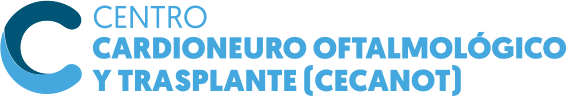 CENTRO
CARDIONEURO OFTALMOLÓGICO
Y TRASPLANTE (CECANOT)